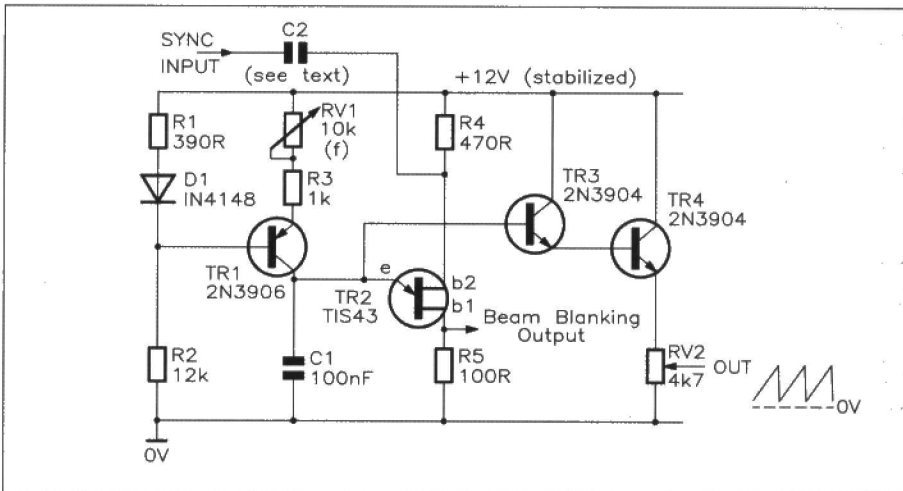 SYNC
INPUT
C2
(see text)
+12V (stabilized)
R1
390R
RV1
10k
(f)
R4
470R
D1
IN4148
R3
1k
TR3
2N3904
TR4
2N3904
TR1
2N3906
e
TR2
TIS43
b2
b1
Beam Blanking
Output
R2
12k
C1
100nF
R5
100R
RV2
4k7
OUT
0V
0V